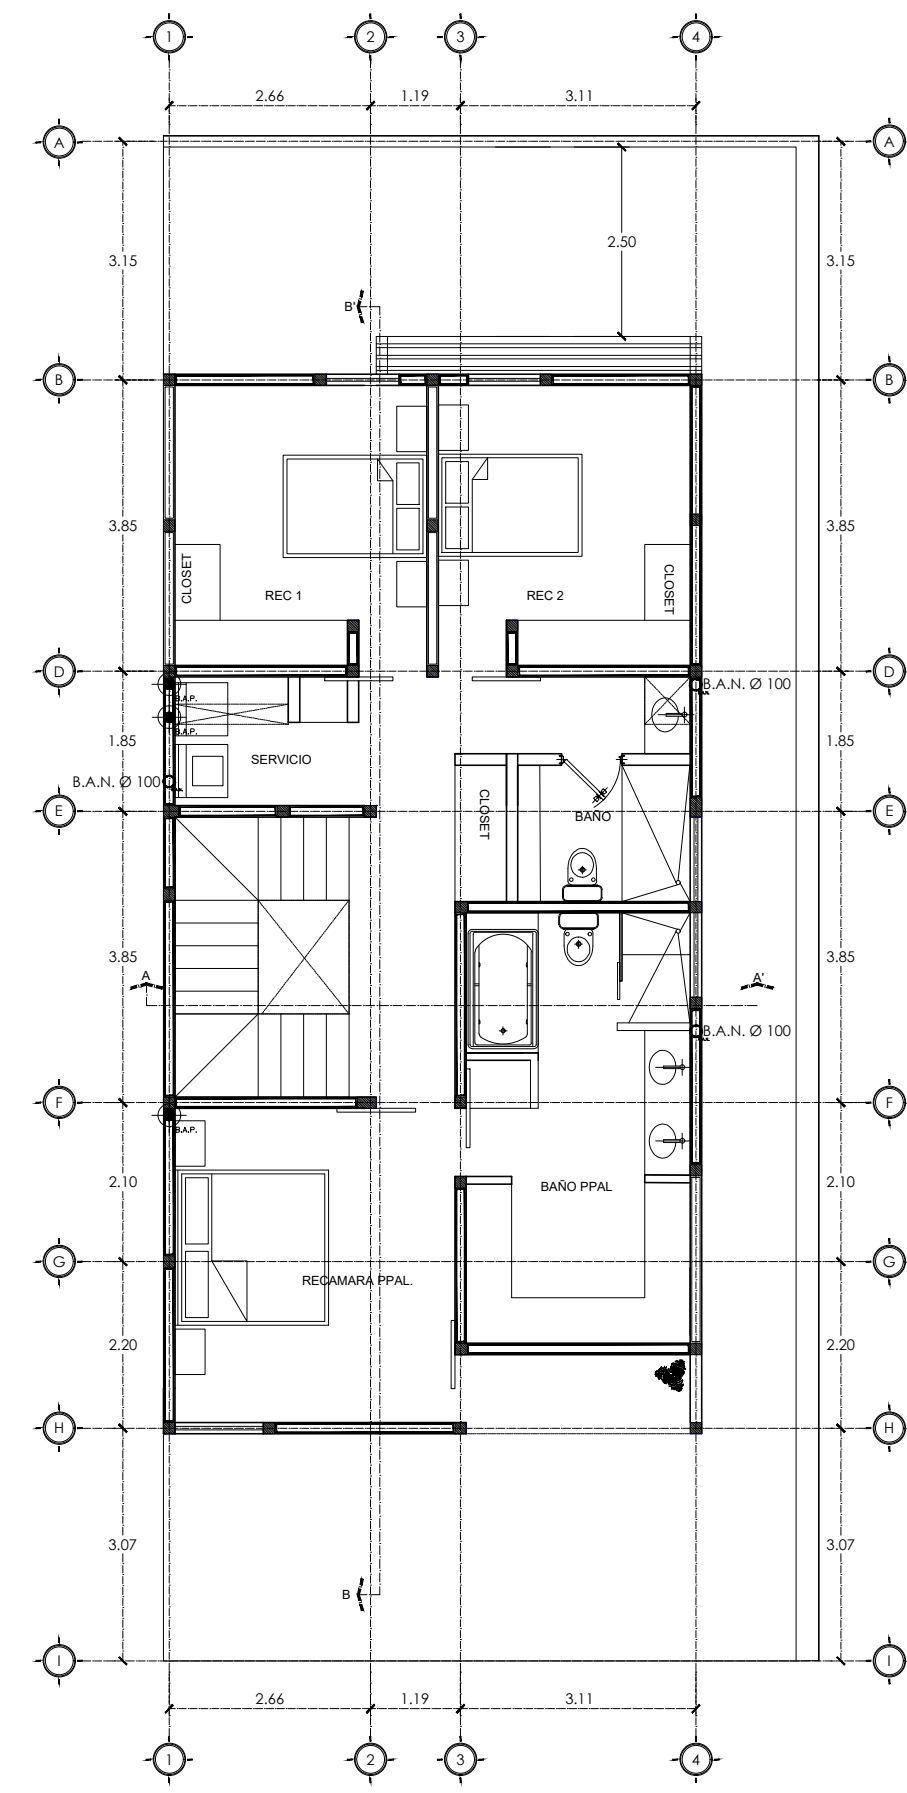 1 2 3 4
2.66 1.19 3.11
A A
2.50
3.15 3.15
B'
B B
3.85 3.85
CLOSET CLOSET
REC 1 REC 2
D D
B.A.N. Ø 100
B.A.P.
B.A.P.
1.85 1.85
SERVICIO
B.A.N. Ø 100
E E
CLOSET
BAÑO
3.85 3.85
A A'
B.A.N. Ø 100
F F
B.A.P.
2.10 2.10
BAÑO PPAL
G G
RECAMARA PPAL.
2.20 2.20
H H
3.07 3.07
B
I I
2.66 1.19 3.11
1 2 3 4